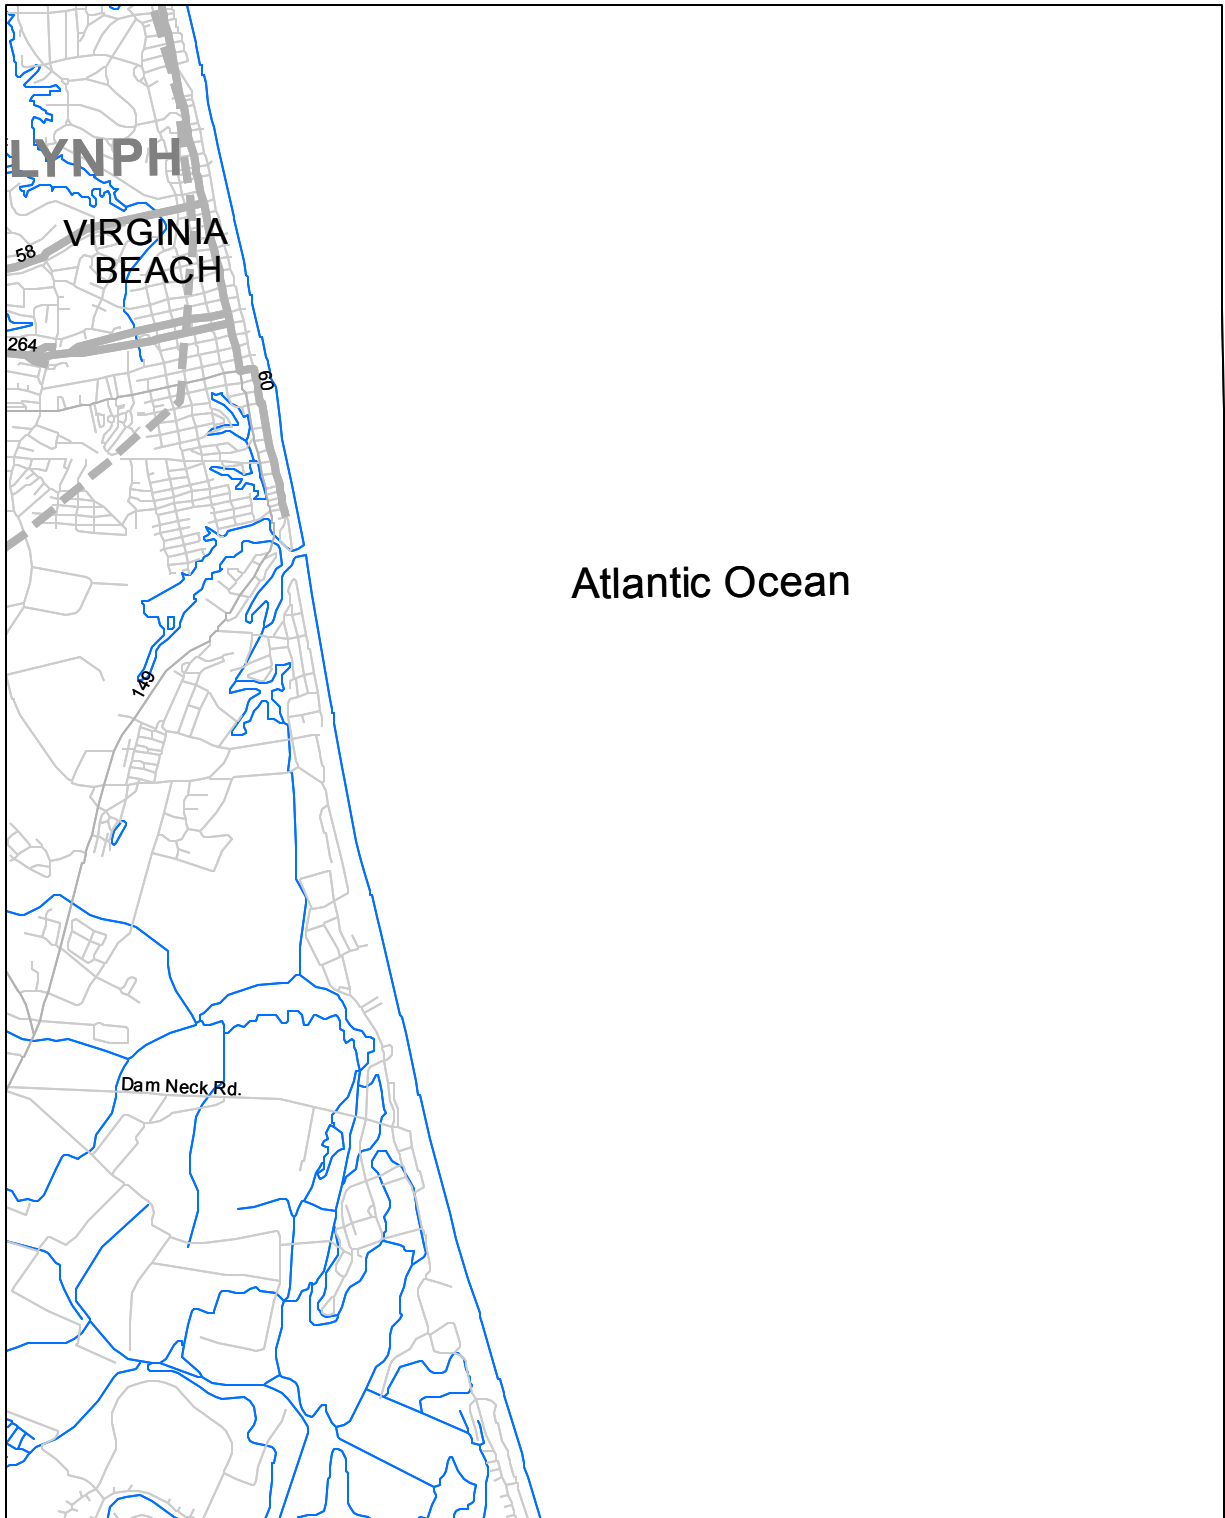 LYNPH
VIRGINIA
BEACH
58
264
60
Atlantic Ocean
149
Dam Neck Rd.